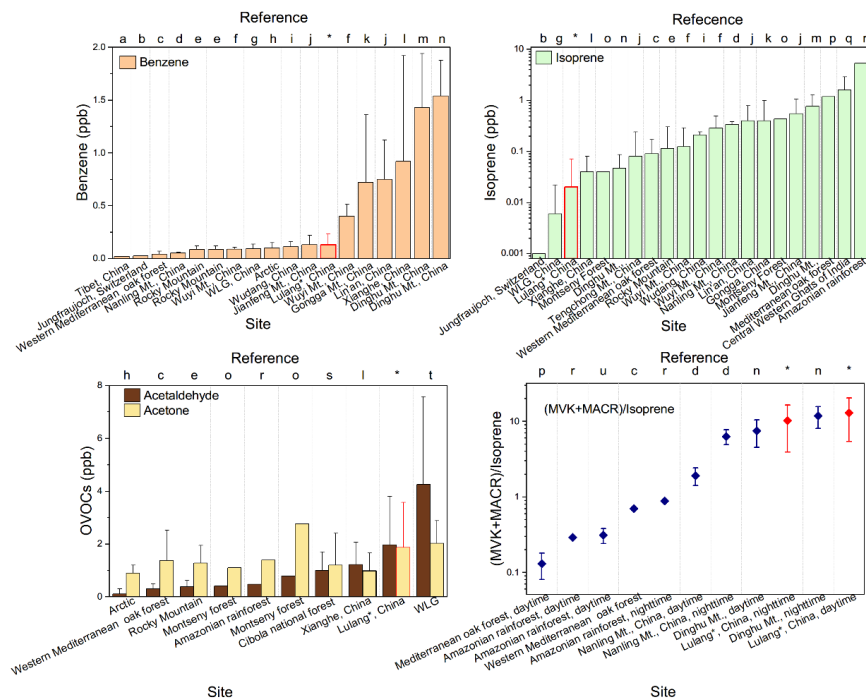 Reference
a b c d e e f g h i j * f k j l m n
Benzene
2.0
1.5
1.0
0.5
0.0
Benzene (ppb)
Tibet, China
Jungfraujoch, Switzerland
Western Mediterranean oak forest
Nanling Mt., China
Rocky Mountain
Rocky Mountain
Wuyi Mt., China
WLG, China
Arctic
Wudang, China
Jianfeng Mt., China
Lulang*, China
Wuyi Mt., China
Gongga Mt., China
Lin'an, China
Xianghe, China
Dinghu Mt., China
Dinghu Mt., China
Site
Refecence
b g * l o n j c e f i f d j k o j m p q r
Isoprene
10
1
0.1
0.01
0.001
Isoprene (ppb)
Jungfraujoch, Switzerland
WLG, China
Lulang*, China
Xianghe, China
Montseny Forest
Dinghu Mt.
Tengchong Mt., China
Western Mediterranean oak forest
Rocky Mountain
Wuyi Mt., China
Wudang, China
Wuyi Mt., China
Nanling Mt., China
Lin'an, China
Gongga, China
Montseny Forest
Jianfeng Mt., China
Dinghu Mt.
Mediterranean oak forest
Central Western Ghats of India
Amazonian rainforest
Site
Reference
h c e o r o s l * t
Acetaldehyde
Acetone
8
6
4
2
0
OVOCs (ppb)
Arctic
Western Mediterranean oak forest
Rocky Mountain
Montseny forest
Amazonian rainforest
Montseny forest
Cibola national forest
Xianghe, China
Lulang*, China
WLG
Site
Reference
p r u c r d d n * n *
(MVK+MACR)/Isoprene
10
1
0.1
(MVK+MACR)/Isoprene
Mediterranean oak forest, daytime
Amazonian rainforest, daytime
Amazonian rainforest, daytime
Western Mediterranean oak forest
Amazonian rainforest, nighttime
Nanling Mt., China, daytime
Nanling Mt., China, nighttime
Dinghu Mt., daytime
Lulang*, China, nighttime
Dinghu Mt., nighttime
Lulang*, China, daytime
Site